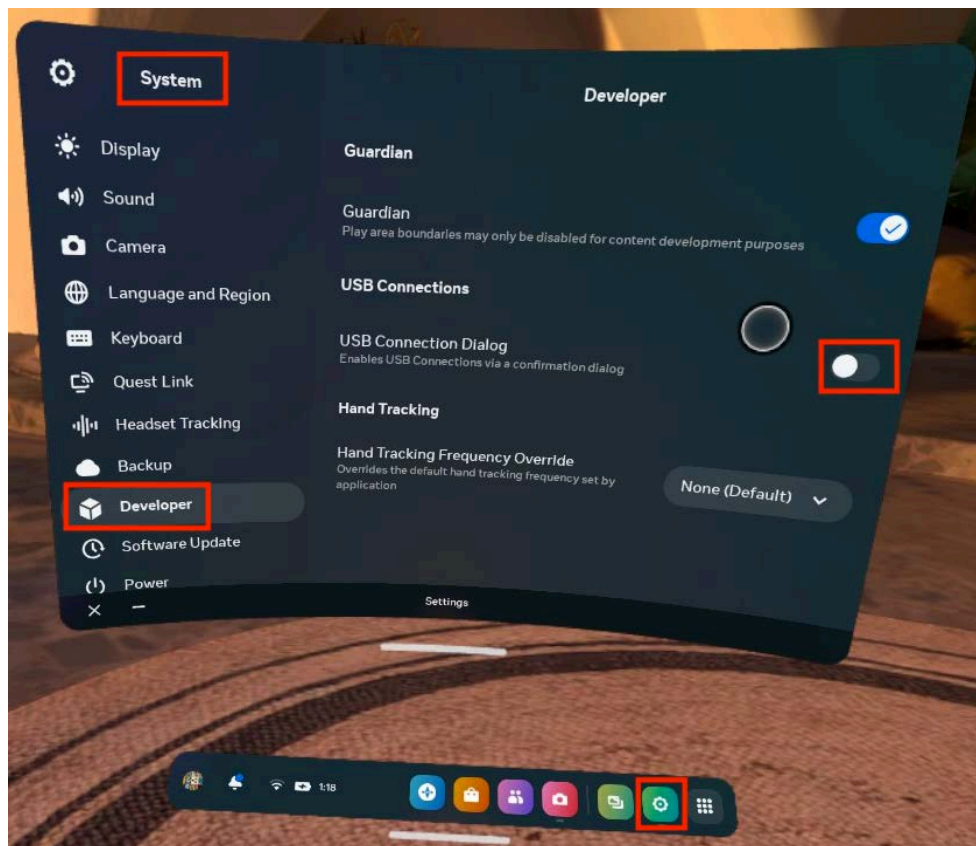 System
Developer
Display
Sound
Camera
Language and Region
Keyboard
Quest Link
Headset Tracking
Backup
Developer
Software Update
Power
Guardian
Guardian
Play area boundaries may only be disabled for content development purposes
USB Connections
USB Connection Dialog
Enables USB Connections via a confirmation dialog
Hand Tracking
Hand Tracking Frequency Override
Overrides the default hand tracking frequency set by
application
None (Default)
Settings
1:18